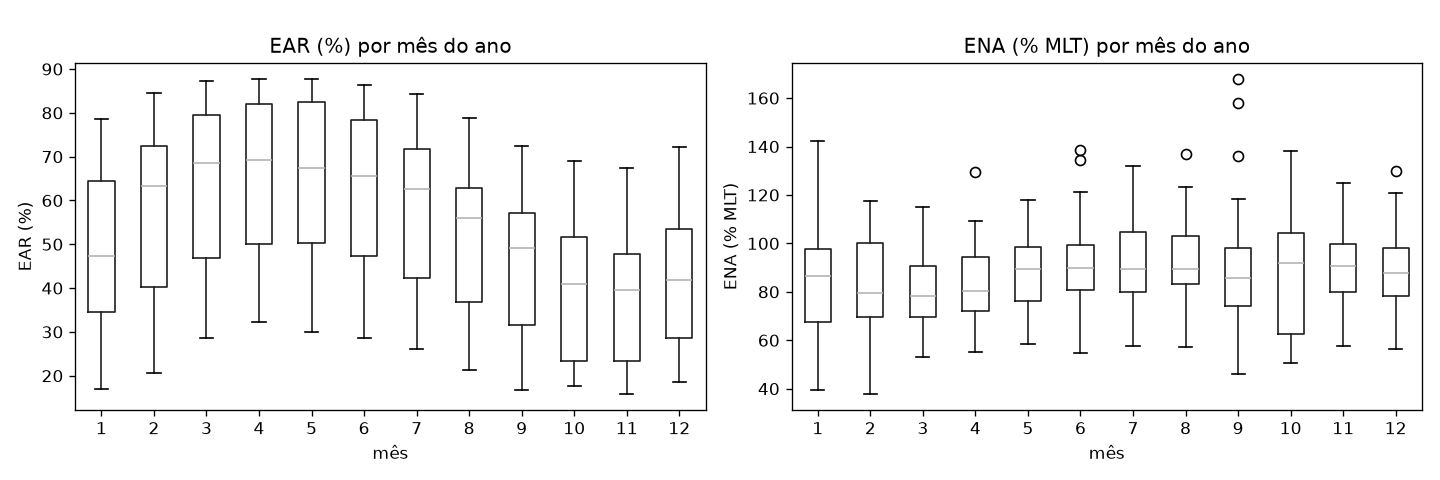 EAR (%) por mês do ano
EAR (%)
90
80
70
60
50
40
30
20
1 2 3 4 5 6 7 8 9 10 11 12
mês
ENA (% MLT) por mês do ano
ENA (% MLT)
160
140
120
100
80
60
40
1 2 3 4 5 6 7 8 9 10 11 12
mês